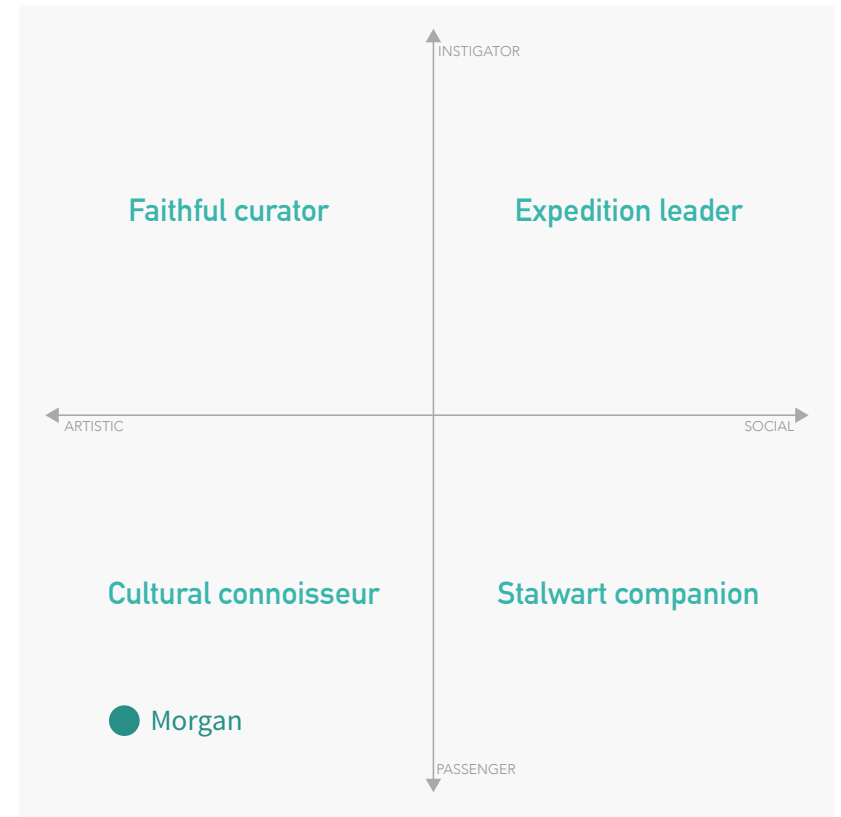 INSTIGATOR
Faithful curator
Expedition leader
ARTISTIC
SOCIAL
Cultural connoisseur
Stalwart companion
Morgan
PASSENGER